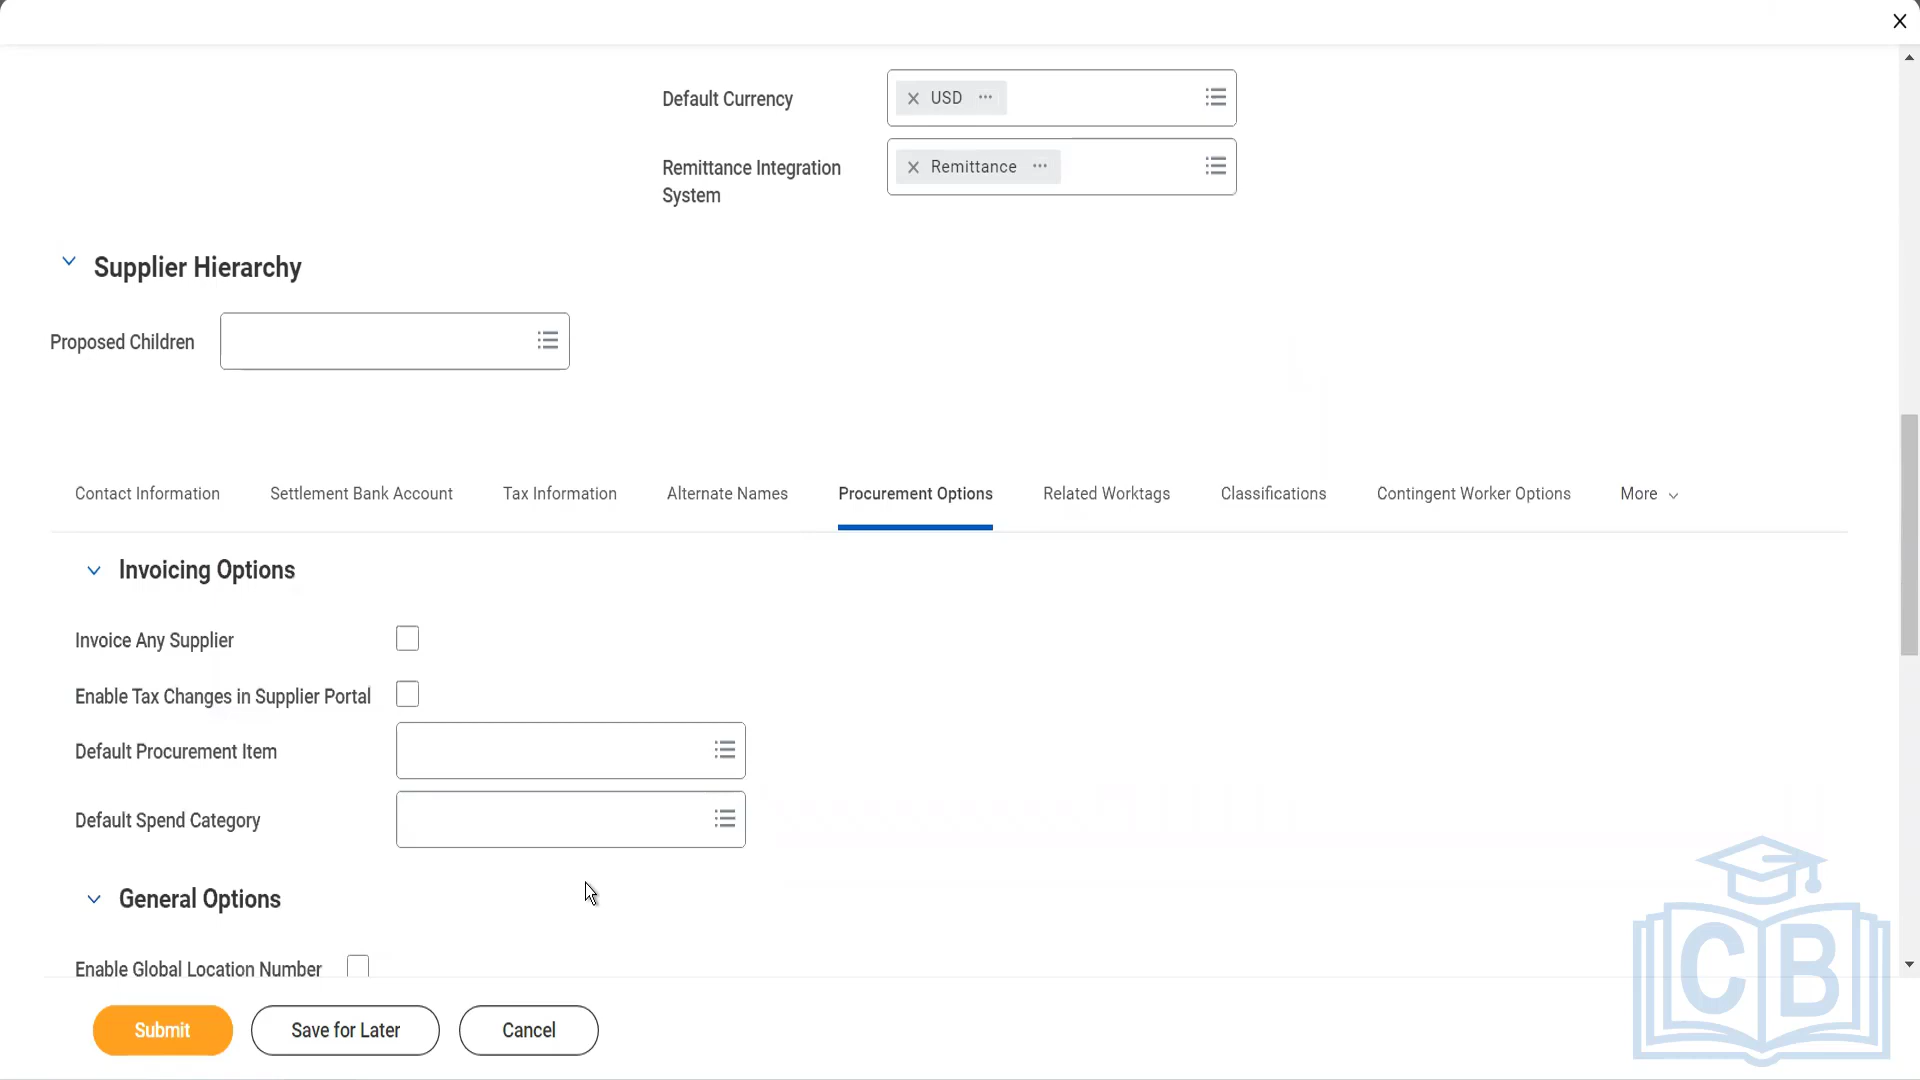 Default Currency
USD
Remittance Integration
System
Remittance
Supplier Hierarchy
Proposed Children
Contact Information Settlement Bank Account Tax Information Alternate Names Procurement Options Related Worktags Classifications Contingent Worker Options More
Invoicing Options
Invoice Any Supplier
Enable Tax Changes in Supplier Portal
Default Procurement Item
Default Spend Category
General Options
Enable Global Location Number
Submit Save for Later Cancel
CB